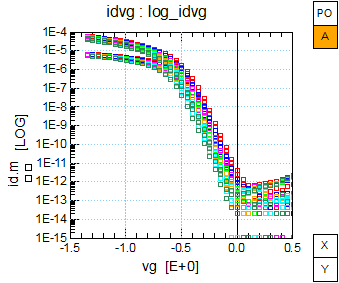 idvg : log_idvg
PO
A
1E-4
1E-5
1E-6
1E-7
1E-8
1E-9
1E-10
1E-11
1E-12
1E-13
1E-14
1E-15
id.m [LOG]
-1.5 -1.0 -0.5 0.0 0.5
vg [E+0]
X
Y